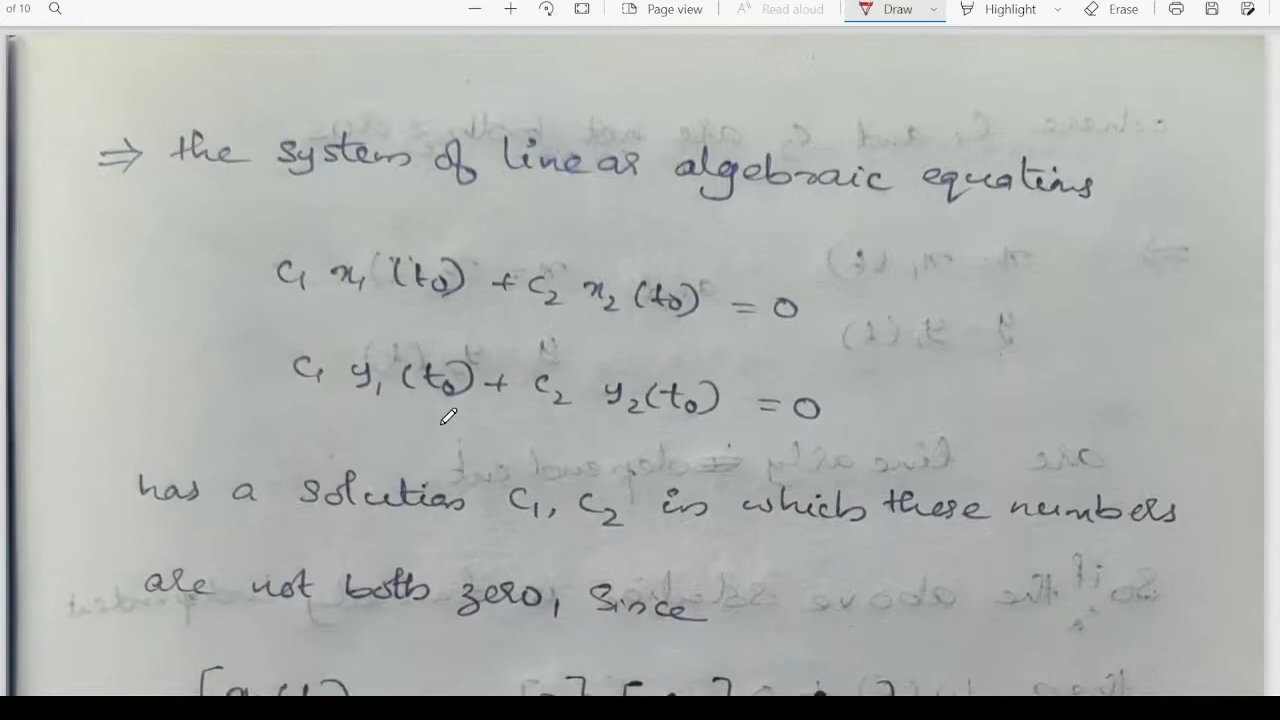 of 10 Page view Read aloud Draw Highlight Erase
⇒ the system of linear algebraic equations
c₁ x₁(t₀) + c₂ x₂(t₀) = 0
c₁ y₁(t₀) + c₂ y₂(t₀) = 0
has a solution c₁, c₂ in which these numbers
are not both zero, since